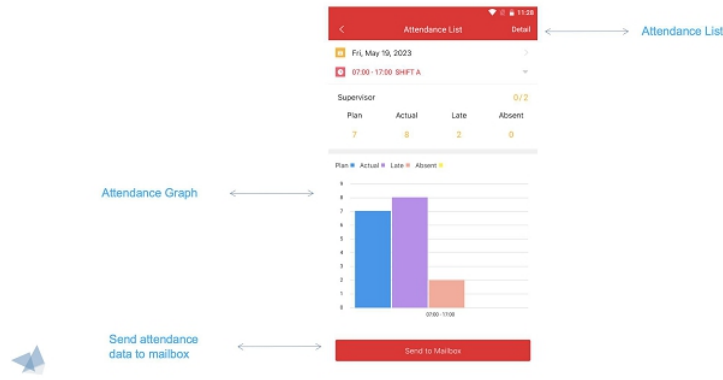 11:28
Attendance List
Detail
Attendance List
Fri, May 19, 2023
07:00 - 17:00 SHIFT A
Supervisor 0/2
Plan Actual Late Absent
7 8 2 0
Plan Actual Late Absent
Attendance Graph
9
8
7
6
5
4
3
2
1
0
07:00 - 17:00
Send attendance
data to mailbox
Send to Mailbox